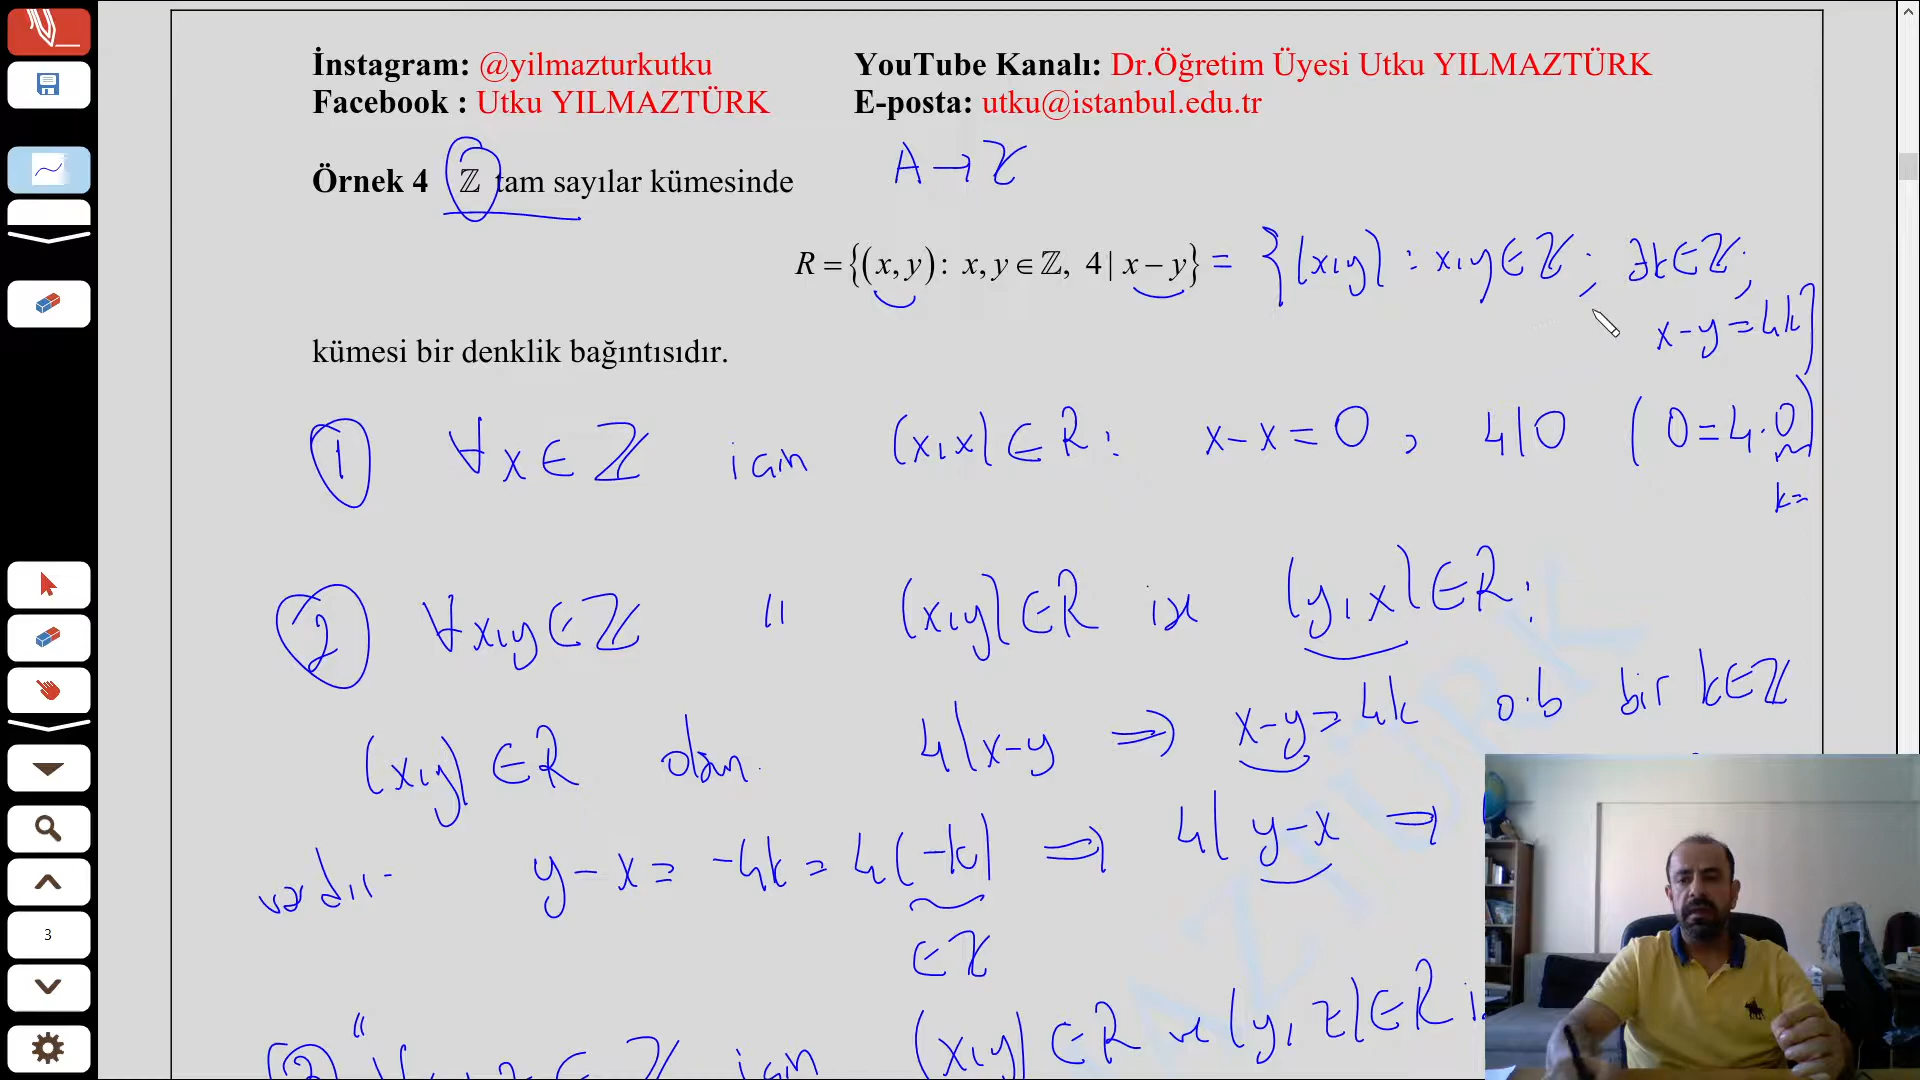 İnstagram: @yilmazturkutku YouTube Kanalı: Dr.Öğretim Üyesi Utku YILMAZTÜRK
Facebook : Utku YILMAZTÜRK E-posta: utku@istanbul.edu.tr
Örnek 4 ℤ tam sayılar kümesinde A → ℤ
R = {(x, y) : x, y ∈ ℤ, 4 | x − y} = {(x,y) : x,y ∈ ℤ ; ∃k ∈ ℤ;
x-y=4k}
kümesi bir denklik bağıntısıdır.
① ∀x ∈ ℤ için (x,x) ∈ R : x-x=0 , 4|0 (0=4.0)
k=
② ∀x,y ∈ ℤ " (x,y) ∈ R ise (y,x) ∈ R :
(x,y) ∈ R olsun. 4|x-y ⇒ x-y=4k o.b bir k ∈ ℤ
vardır. y-x = -4k = 4(-k) ⇒ 4| y-x ⇒
∈ ℤ
(x,y) ∈ R ve (y,z) ∈ R
için
3
YILMAZTÜRK